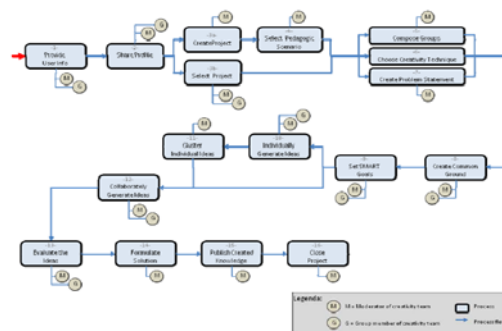 Provide
User Info
Share Profile
Create Project
Select Pedagogic
Scenario
Select Project
Compose Groups
Choose Creativity Technique
Create Problem Statement
M
G
Cluster
Individual Ideas
Individually
Generate Ideas
Set SMART
Goals
Create Common
Ground
Collaboratively
Generate Ideas
Evaluate the
Ideas
Formulate
Solution
Publish Created
Knowledge
Close
Project
Legende:
M = Moderator of creativity team
G = Group member of creativity team
Process